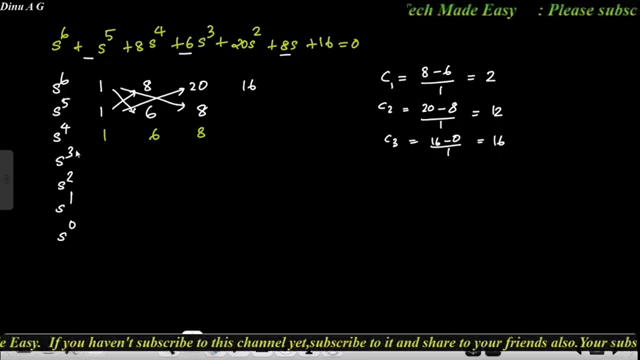 Dinu A G
Tech Made Easy : Please subsc
s^6 + _s^5 + 8s^4 + 6s^3 + 20s^2 + 8s + 16 = 0
s^6 1 8 20 16
s^5 1 6 8
s^4 1 6 8
s^3
s^2
s^1
s^0
C1 = (8-6)/1 = 2
C2 = (20-8)/1 = 12
C3 = (16-0)/1 = 16
de Easy. If you haven't subscribe to this channel yet,subscribe to it and share to your friends also.Your subs